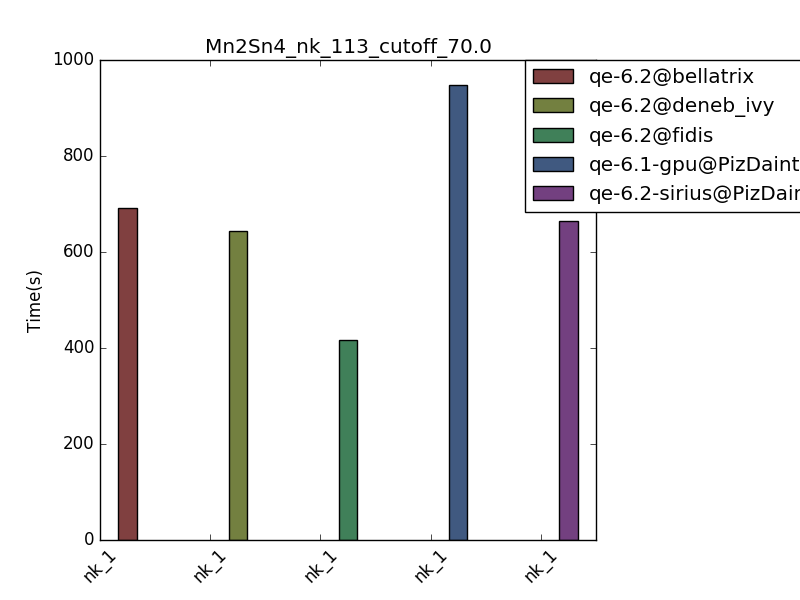 Mn2Sn4_nk_113_cutoff_70.0
1000
800
600
400
200
0
Time(s)
qe-6.2@bellatrix
qe-6.2@deneb_ivy
qe-6.2@fidis
qe-6.1-gpu@PizDaint
qe-6.2-sirius@PizDain
nk_1
nk_1
nk_1
nk_1
nk_1